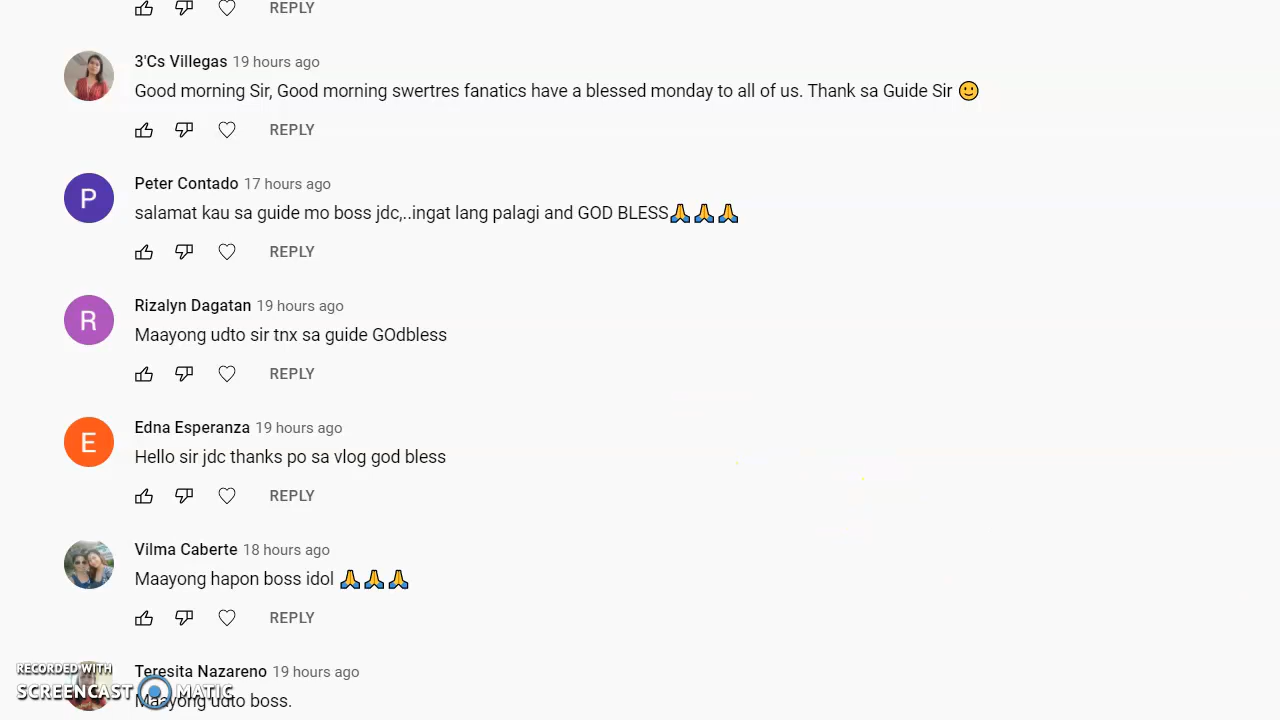 REPLY
3'Cs Villegas 19 hours ago
Good morning Sir, Good morning swertres fanatics have a blessed monday to all of us. Thank sa Guide Sir 🙂
REPLY
Peter Contado 17 hours ago
P
salamat kau sa guide mo boss jdc,..ingat lang palagi and GOD BLESS🙏🙏🙏
REPLY
Rizalyn Dagatan 19 hours ago
R
Maayong udto sir tnx sa guide GOdbless
REPLY
Edna Esperanza 19 hours ago
E
Hello sir jdc thanks po sa vlog god bless
REPLY
Vilma Caberte 18 hours ago
Maayong hapon boss idol 🙏🙏🙏
REPLY
Teresita Nazareno 19 hours ago
Maayong udto boss.
RECORDED WITH
SCREENCAST MATIC